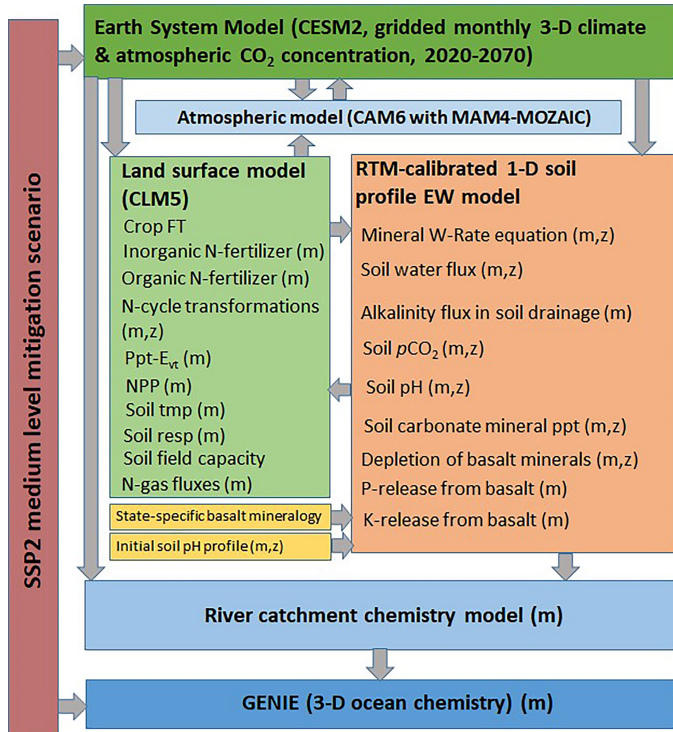 SSP2 medium level mitigation scenario
Earth System Model (CESM2, gridded monthly 3-D climate
& atmospheric CO₂ concentration, 2020-2070)
Atmospheric model (CAM6 with MAM4-MOZAIC)
Land surface model
(CLM5)
Crop FT
Inorganic N-fertilizer (m)
Organic N-fertilizer (m)
N-cycle transformations
(m,z)
Ppt-Eᵥₜ (m)
NPP (m)
Soil tmp (m)
Soil resp (m)
Soil field capacity
N-gas fluxes (m)
State-specific basalt mineralogy
Initial soil pH profile (m,z)
RTM-calibrated 1-D soil
profile EW model
Mineral W-Rate equation (m,z)
Soil water flux (m,z)
Alkalinity flux in soil drainage (m)
Soil pCO₂ (m,z)
Soil pH (m,z)
Soil carbonate mineral ppt (m,z)
Depletion of basalt minerals (m,z)
P-release from basalt (m)
K-release from basalt (m)
River catchment chemistry model (m)
GENIE (3-D ocean chemistry) (m)